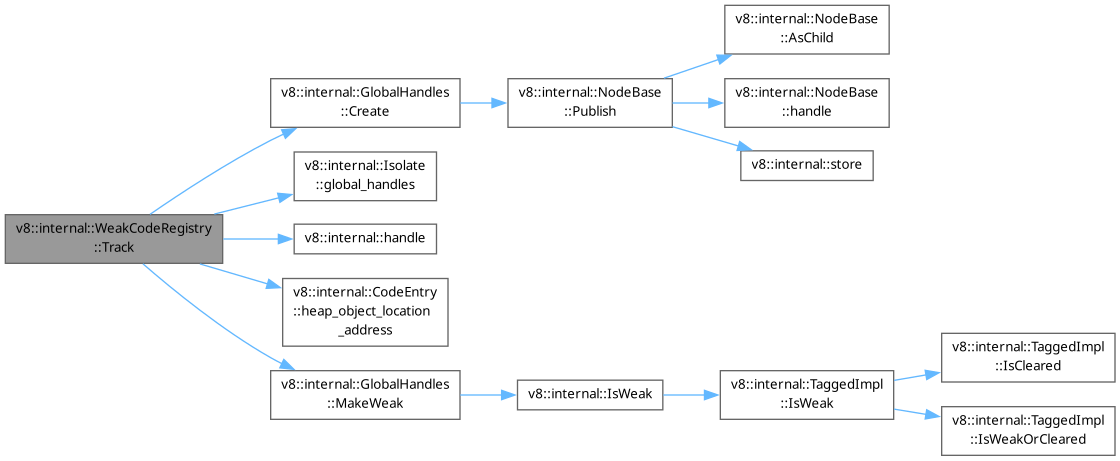 v8::internal::WeakCodeRegistry
::Track
v8::internal::GlobalHandles
::Create
v8::internal::NodeBase
::Publish
v8::internal::NodeBase
::AsChild
v8::internal::NodeBase
::handle
v8::internal::store
v8::internal::Isolate
::global_handles
v8::internal::handle
v8::internal::CodeEntry
::heap_object_location
_address
v8::internal::GlobalHandles
::MakeWeak
v8::internal::IsWeak
v8::internal::TaggedImpl
::IsWeak
v8::internal::TaggedImpl
::IsCleared
v8::internal::TaggedImpl
::IsWeakOrCleared